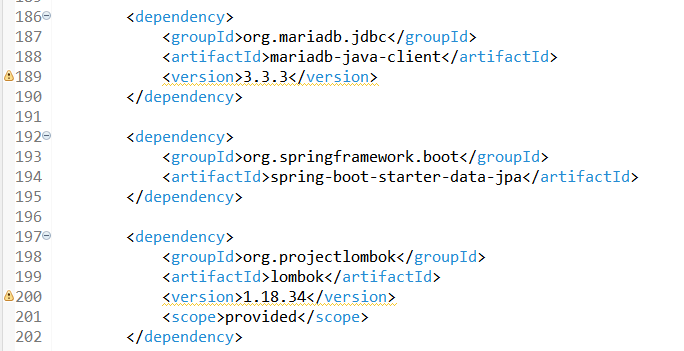 186 <dependency>
187 <groupId>org.mariadb.jdbc</groupId>
188 <artifactId>mariadb-java-client</artifactId>
189 <version>3.3.3</version>
190 </dependency>
191
192 <dependency>
193 <groupId>org.springframework.boot</groupId>
194 <artifactId>spring-boot-starter-data-jpa</artifactId>
195 </dependency>
196
197 <dependency>
198 <groupId>org.projectlombok</groupId>
199 <artifactId>lombok</artifactId>
200 <version>1.18.34</version>
201 <scope>provided</scope>
202 </dependency>